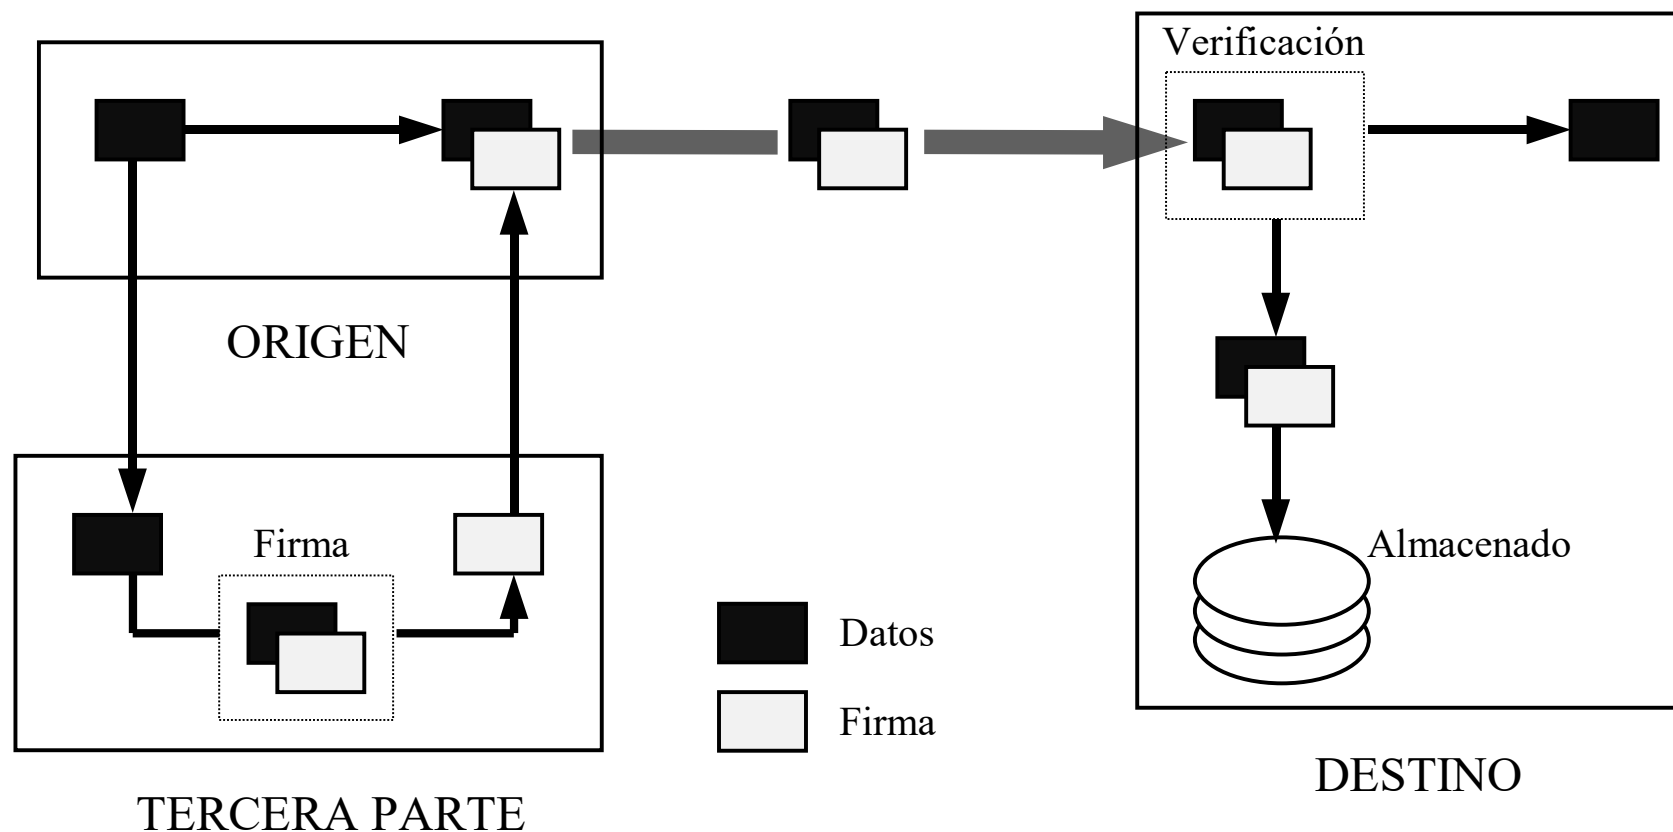 Verificación
ORIGEN
Firma
Almacenado
Datos
Firma
DESTINO
TERCERA PARTE